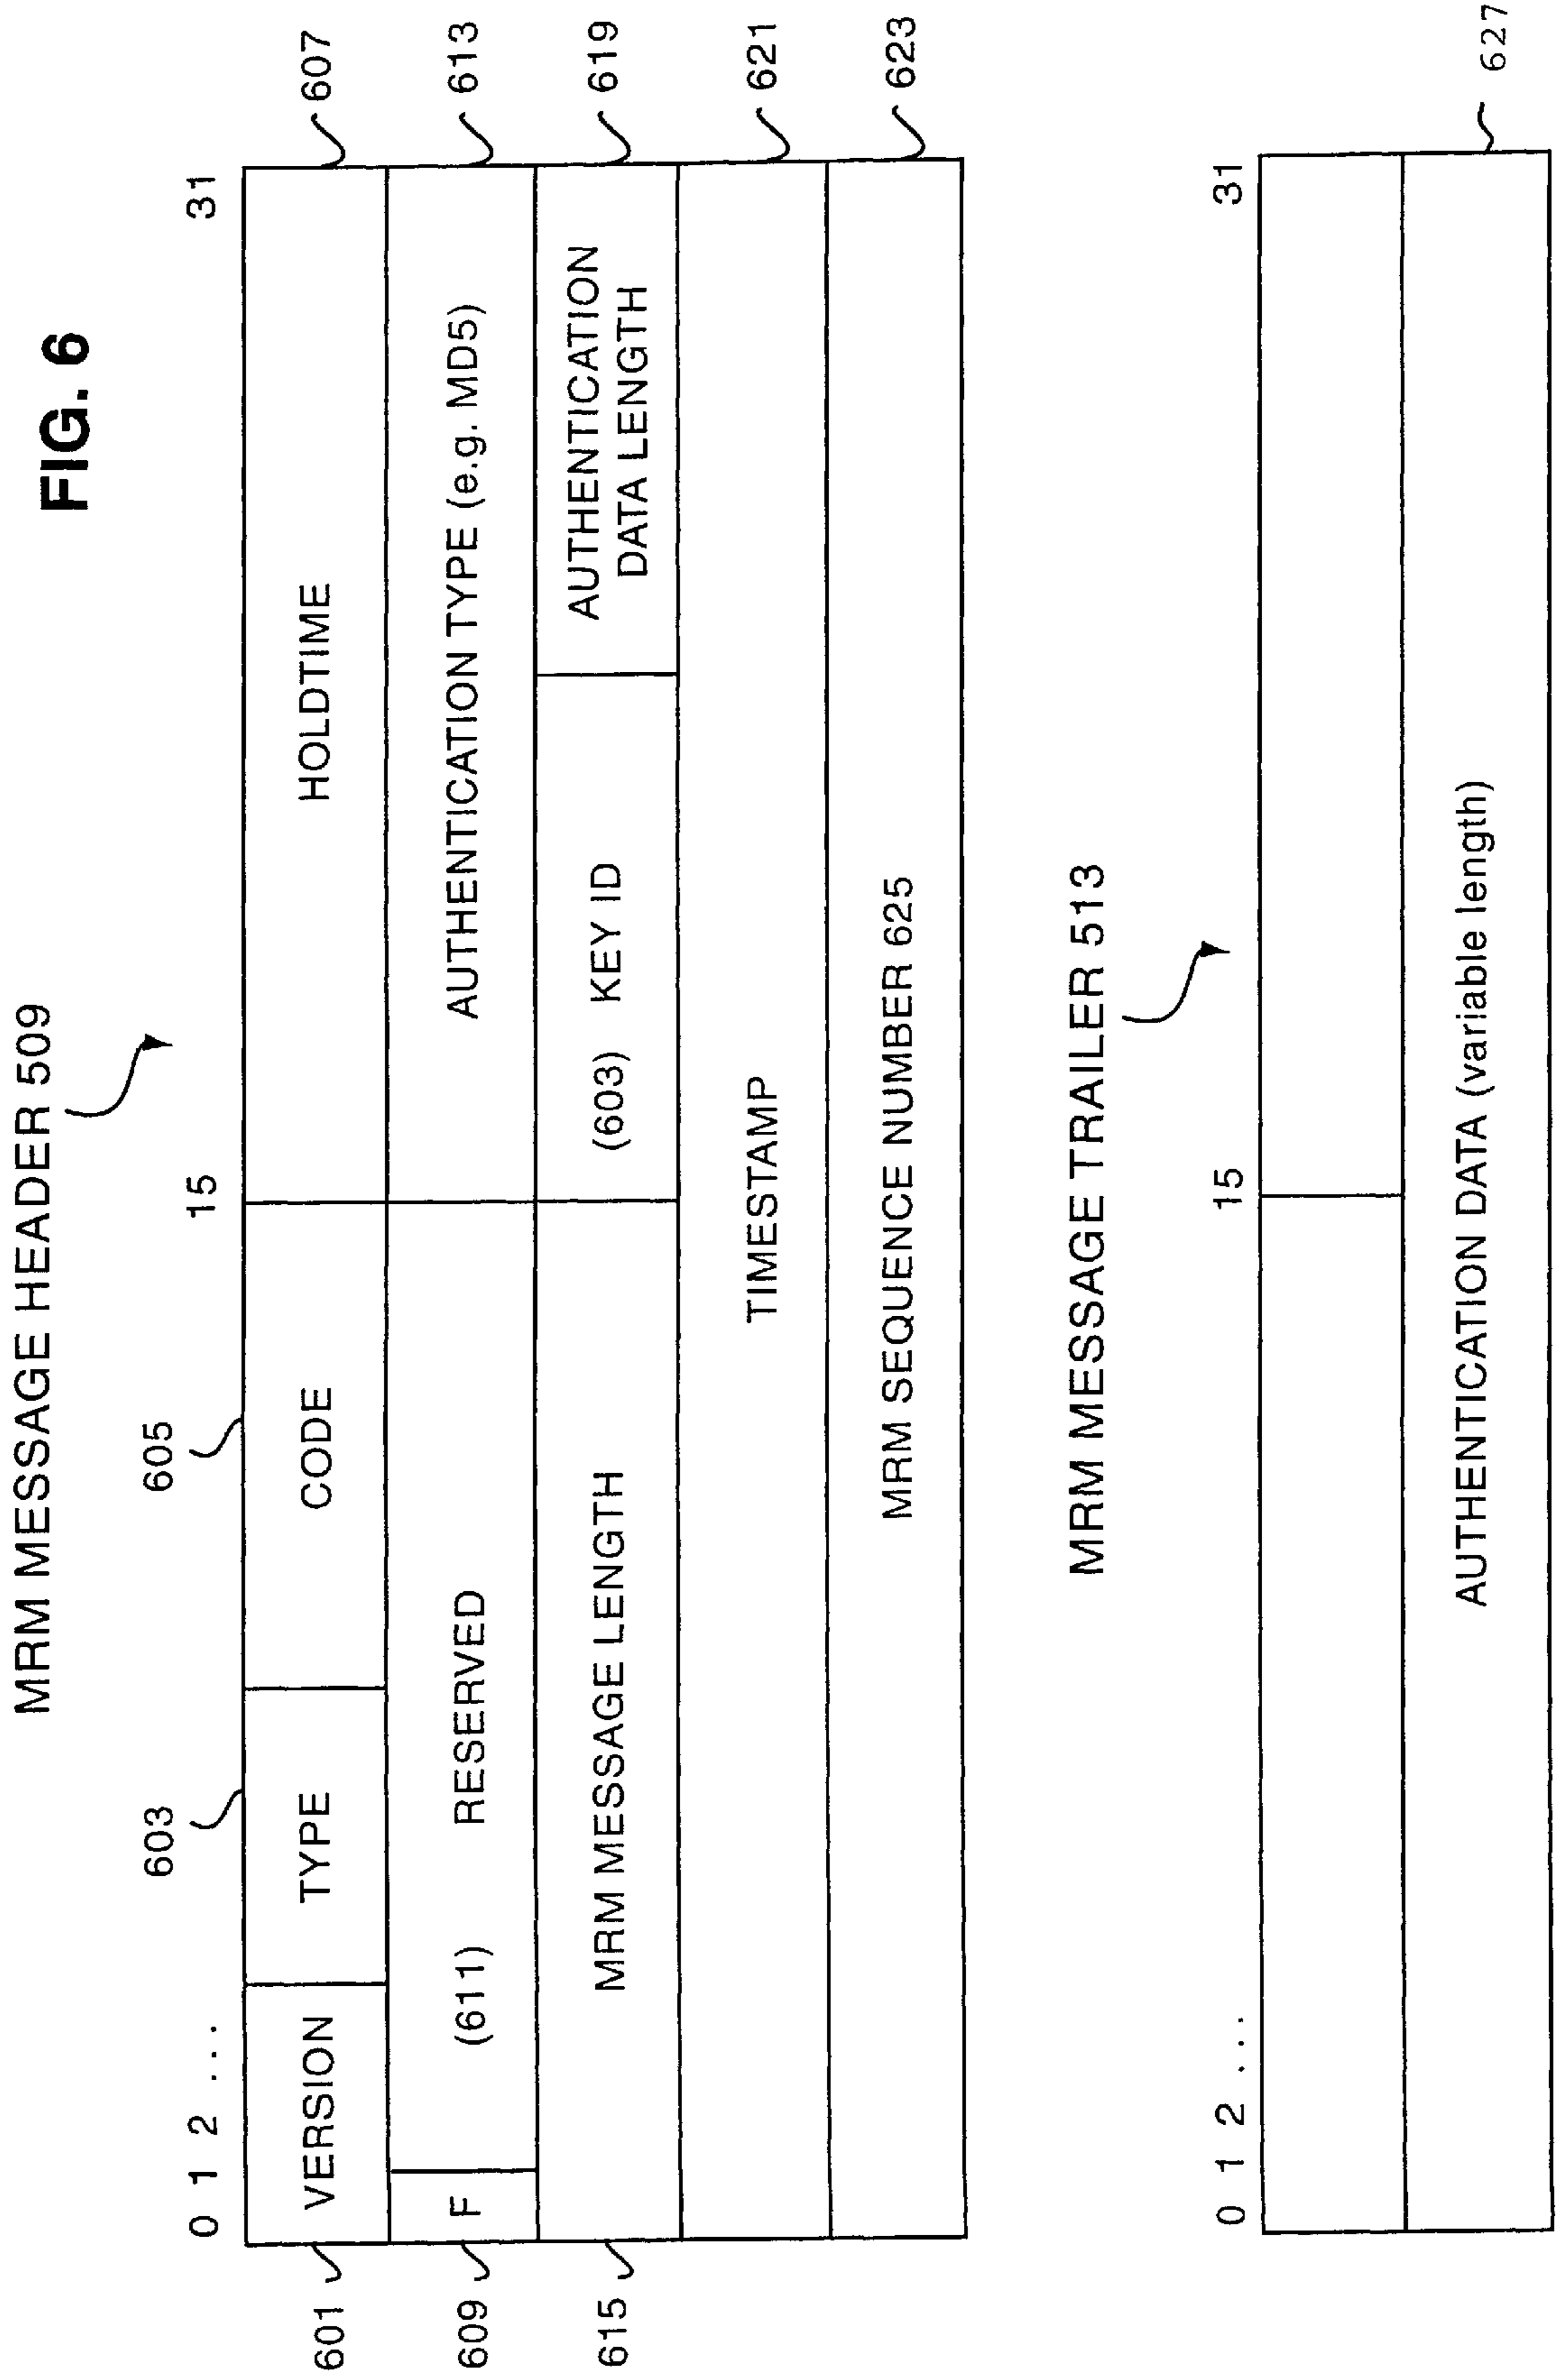 FIG. 6
MRM MESSAGE HEADER 509
603 605
0 1 2 ... 15 31
601 VERSION TYPE CODE HOLDTIME 607
609 F (611) RESERVED AUTHENTICATION TYPE (e.g. MD5) 613
615 MRM MESSAGE LENGTH (603) KEY ID AUTHENTICATION DATA LENGTH 619
TIMESTAMP 621
MRM SEQUENCE NUMBER 625 623
MRM MESSAGE TRAILER 513
0 1 2 ... 15 31
AUTHENTICATION DATA (variable length) 627